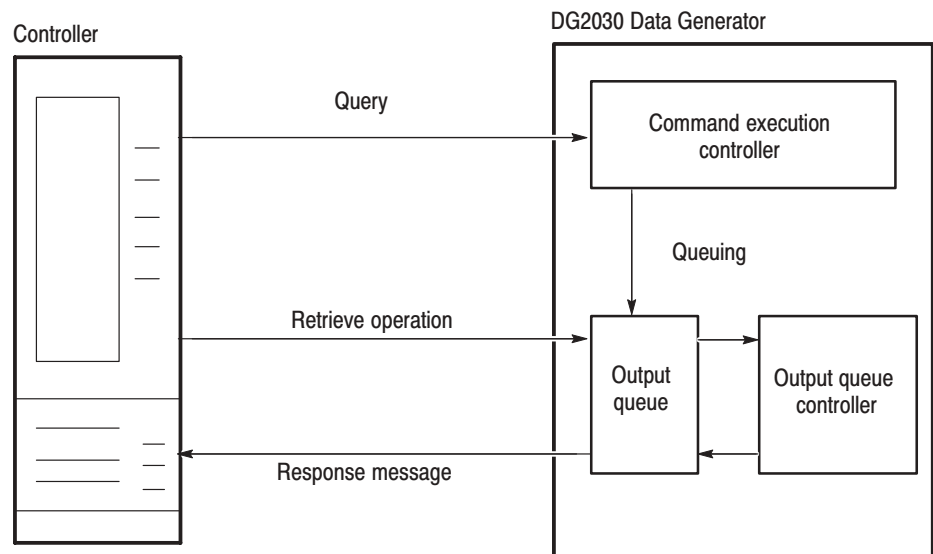 DG2030 Data Generator
Controller
Query
Command execution
controller
Queuing
Retrieve operation
Output
queue
Output queue
controller
Response message